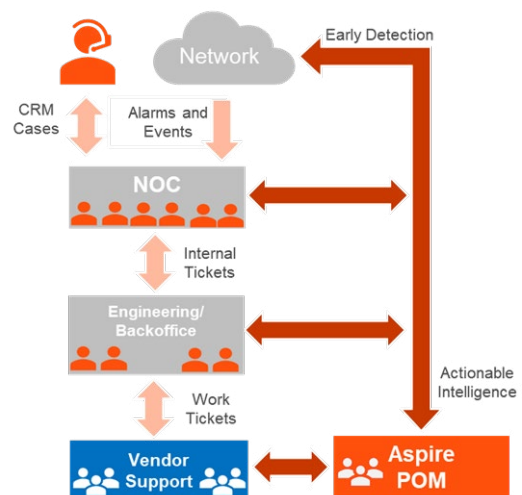 Network
Early Detection
CRM
Cases
Alarms and
Events
NOC
Internal
Tickets
Engineering/
Backoffice
Actionable
Intelligence
Work
Tickets
Vendor
Support
Aspire
POM